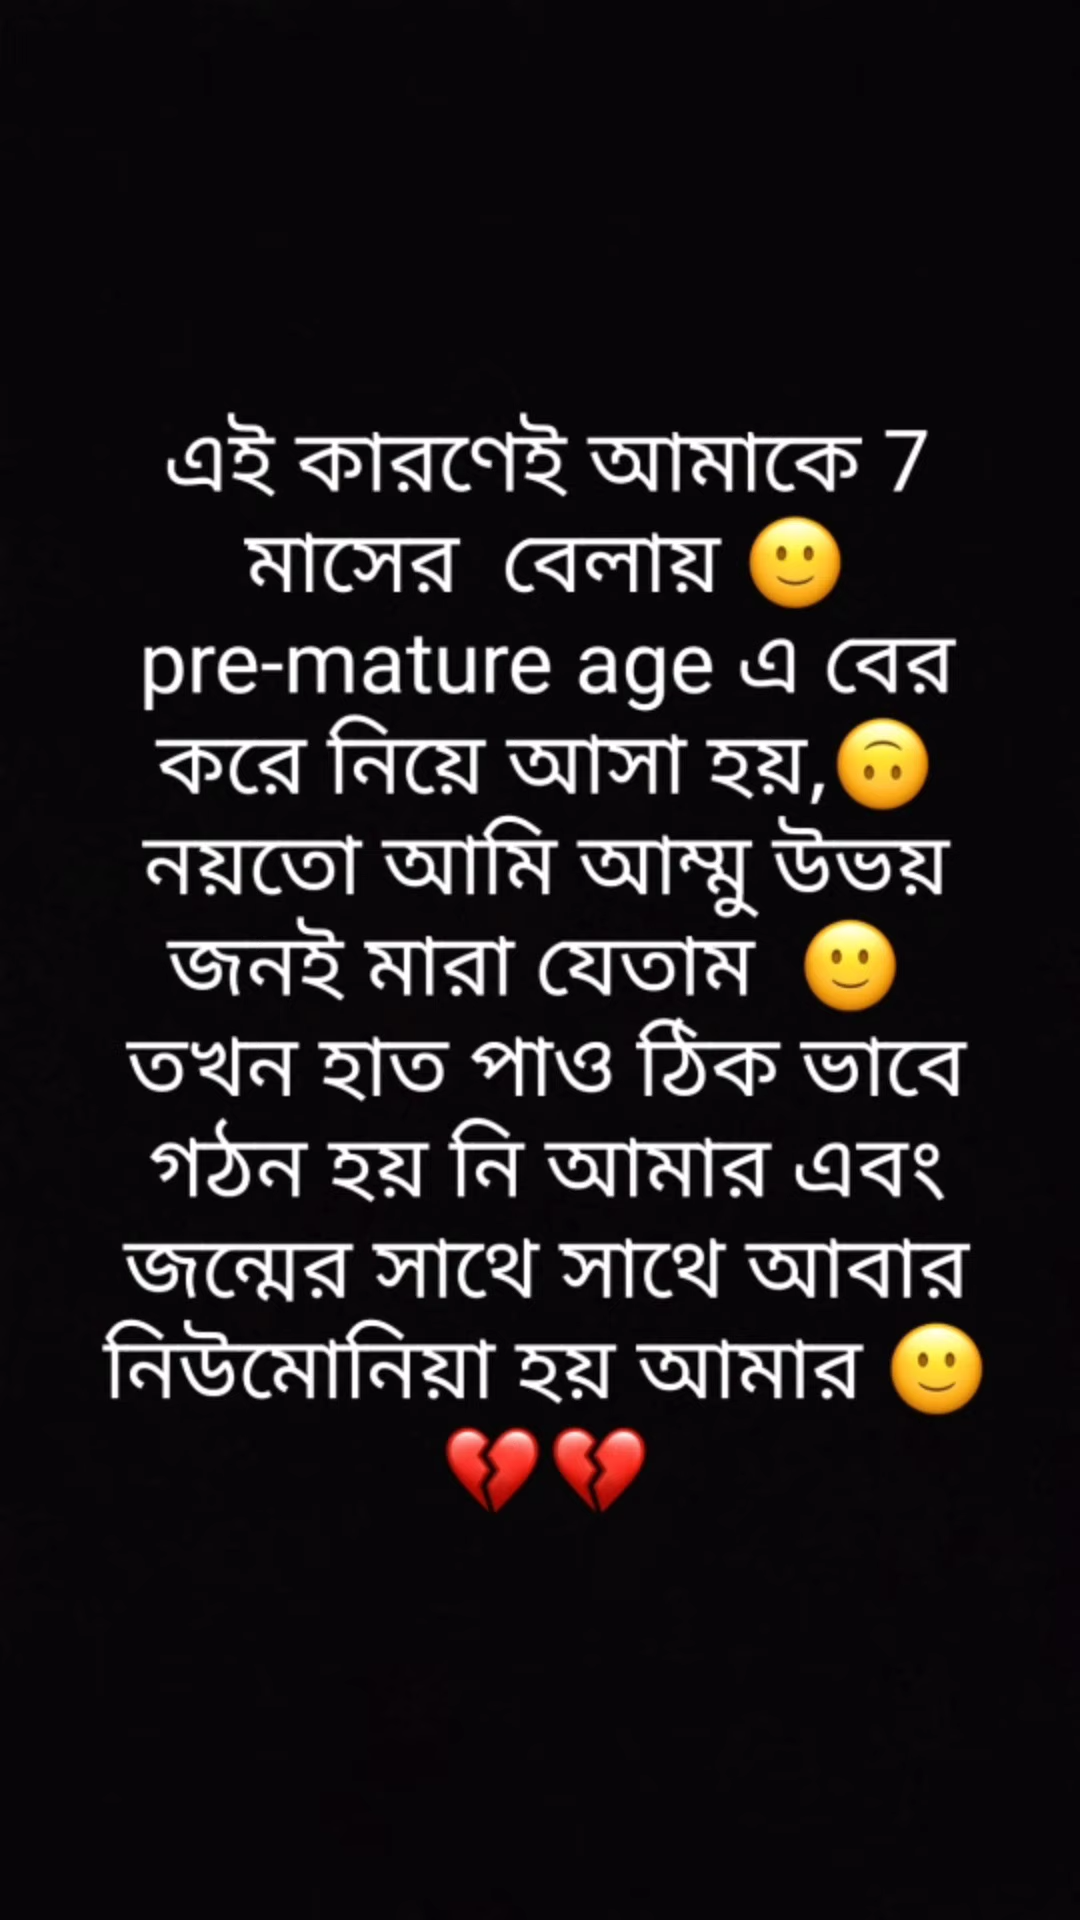 এই কারণেই আমাকে 7
মাসের বেলায় 🙂
pre-mature age এ বের
করে নিয়ে আসা হয়,🙃
নয়তো আমি আম্মু উভয়
জনই মারা যেতাম 🙂
তখন হাত পাও ঠিক ভাবে
গঠন হয় নি আমার এবং
জন্মের সাথে সাথে আবার
নিউমোনিয়া হয় আমার 🙂
💔💔